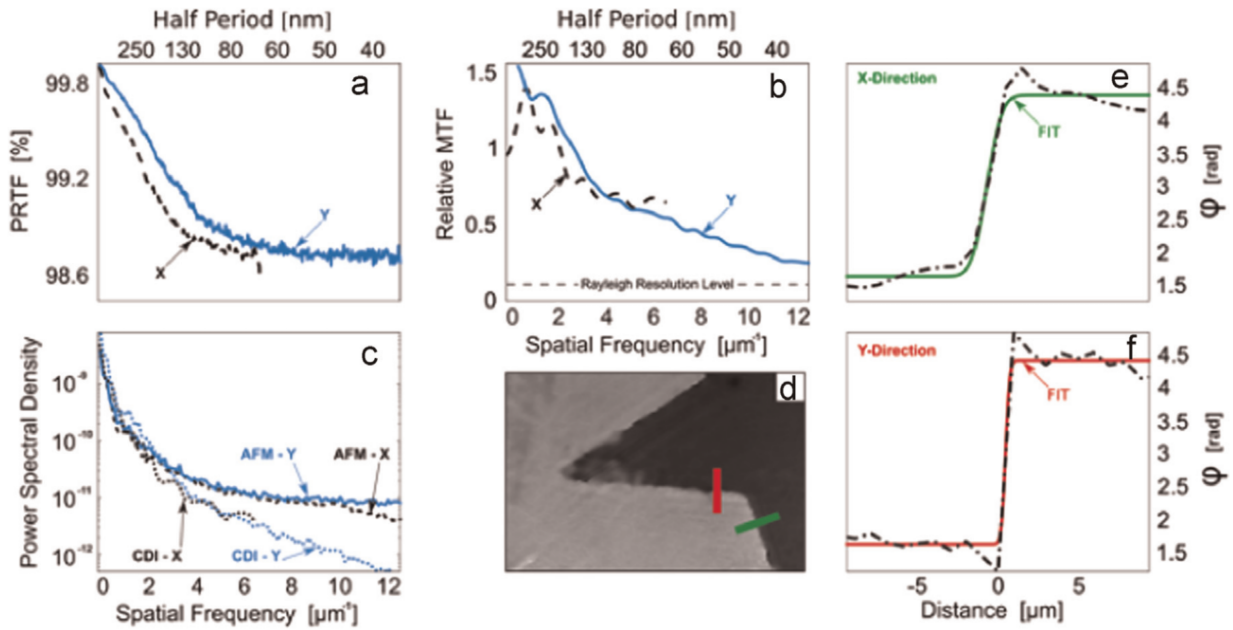 Half Period [nm]
250 130 80 60 50 40
a
99.8
99.2
98.6
PRTF [%]
X
Y
Half Period [nm]
250 130 80 60 50 40
b
1.5
1
0.5
0
Relative MTF
X
Y
Rayleigh Resolution Level
0 2 4 6 8 10 12
Spatial Frequency [µm⁻¹]
X-Direction
e
FIT
4.5
4
3.5
3
2.5
2
1.5
φ [rad]
c
10⁻⁹
10⁻¹⁰
10⁻¹¹
10⁻¹²
Power Spectral Density
AFM - Y
AFM - X
CDI - X
CDI - Y
0 2 4 6 8 10 12
Spatial Frequency [µm⁻¹]
d
Y-Direction
f
FIT
4.5
4
3.5
3
2.5
2
1.5
φ [rad]
-5 0 5
Distance [µm]